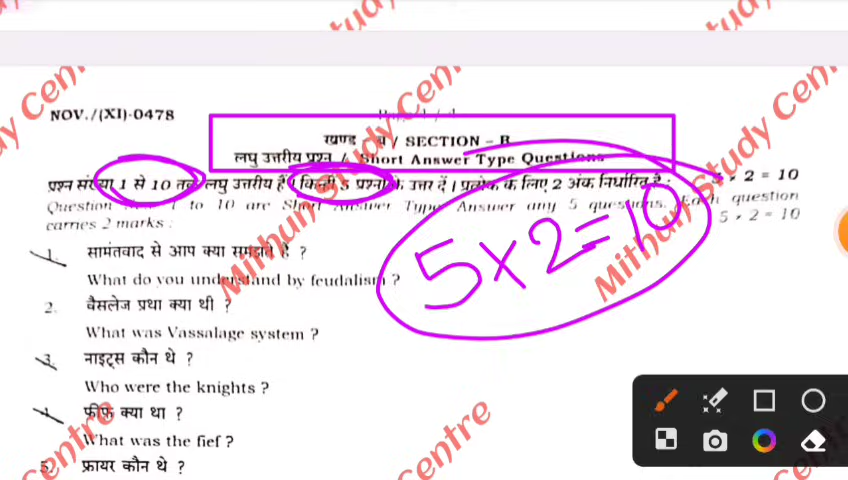 NOV./(XI)-0478
खण्ड - ब / SECTION - B
लघु उत्तरीय प्रश्न / Short Answer Type Questions
प्रश्न संख्या 1 से 10 तक लघु उत्तरीय हैं। किन्हीं 5 प्रश्नों के उत्तर दें। प्रत्येक के लिए 2 अंक निर्धारित है : 5 × 2 = 10
Question 1 to 10 are Short Answer Type. Answer any 5 questions. Each question
carries 2 marks : 5 × 2 = 10
5×2=10
1. सामंतवाद से आप क्या समझते हैं ?
What do you understand by feudalism ?
2. वैसलेज प्रथा क्या थी ?
What was Vassalage system ?
3. नाइट्स कौन थे ?
Who were the knights ?
4. फीफ क्या था ?
What was the fief ?
5. फ्रायर कौन थे ?
Mithun Study Centre
Mithun Study Centre